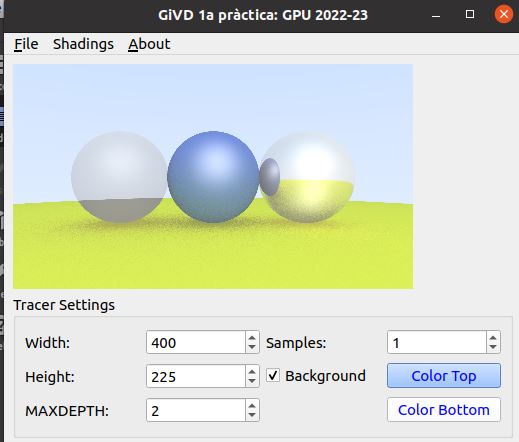 GiVD 1a pràctica: GPU 2022-23
File Shadings About
Tracer Settings
Width: 400 Samples: 1
Height: 225 Background Color Top
MAXDEPTH: 2 Color Bottom